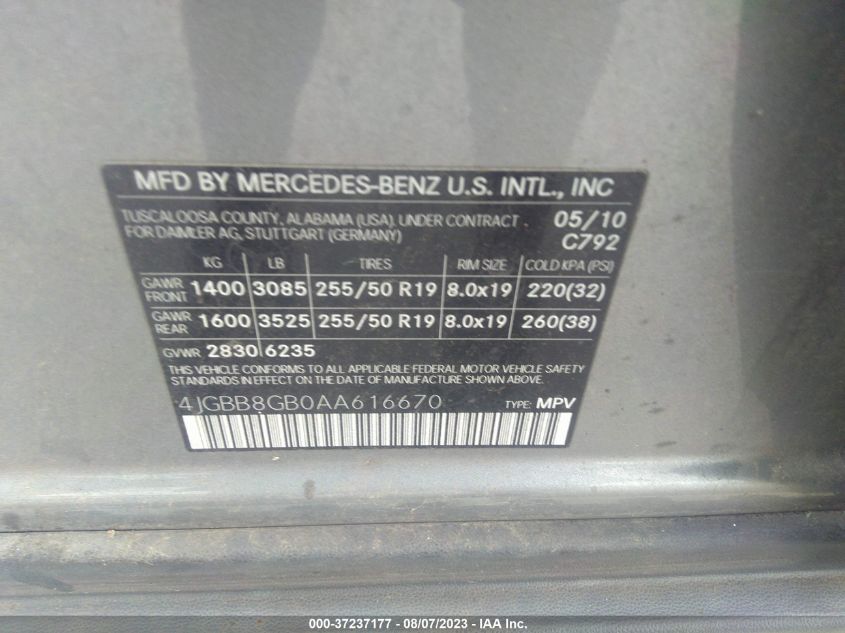 MFD BY MERCEDES-BENZ U.S. INTL., INC
TUSCALOOSA COUNTY, ALABAMA (USA), UNDER CONTRACT 05/10
FOR DAIMLER AG, STUTTGART (GERMANY) C792
KG LB TIRES RIM SIZE COLD KPA (PSI)
GAWR FRONT 1400 3085 255/50 R19 8.0x19 220(32)
GAWR REAR 1600 3525 255/50 R19 8.0x19 260(38)
GVWR 2830 6235
THIS VEHICLE CONFORMS TO ALL APPLICABLE FEDERAL MOTOR VEHICLE SAFETY
STANDARDS IN EFFECT ON THE DATE OF MANUFACTURE SHOWN ABOVE.
4JGBB8GB0AA616670 TYPE: MPV
000-37237177 - 08/07/2023 - IAA Inc.